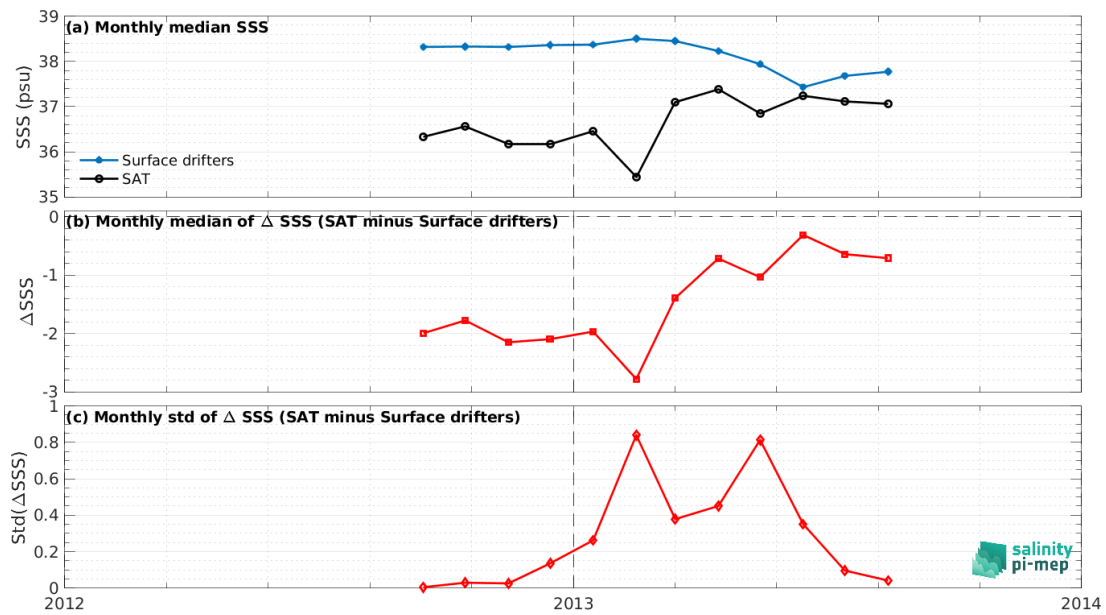 (a) Monthly median SSS
39
38
37
36
35
SSS (psu)
Surface drifters
SAT
(b) Monthly median of Δ SSS (SAT minus Surface drifters)
0
-1
-2
-3
ΔSSS
(c) Monthly std of Δ SSS (SAT minus Surface drifters)
1
0.8
0.6
0.4
0.2
0
Std(ΔSSS)
2012
2013
2014
salinity
pi-mep